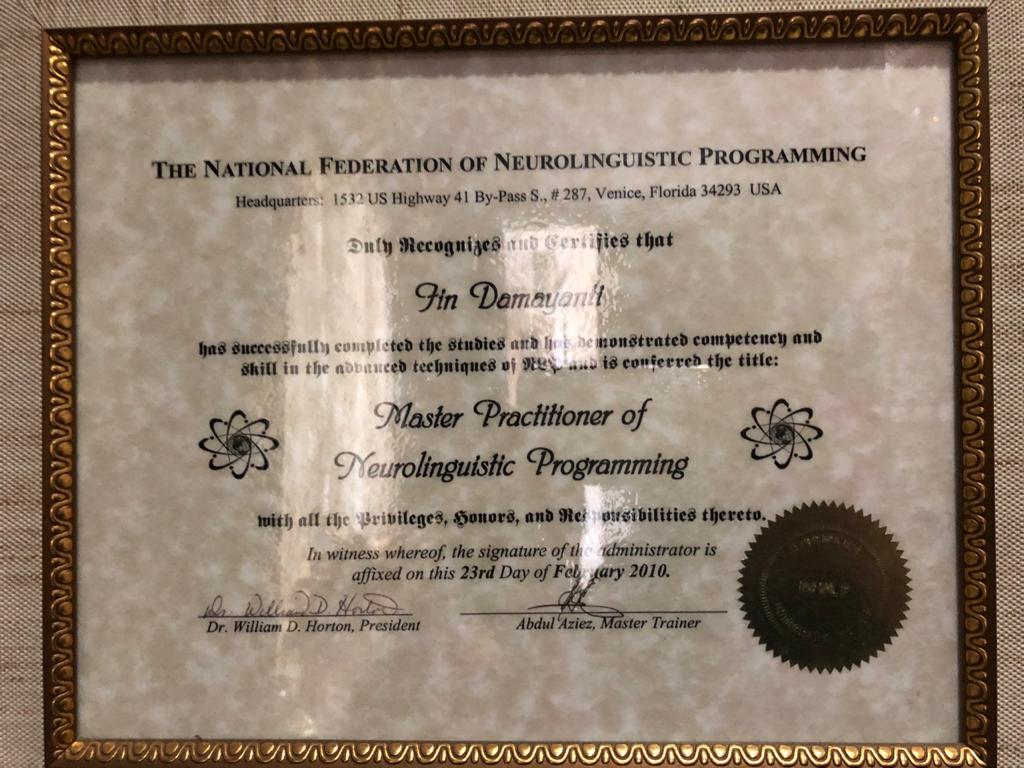 THE NATIONAL FEDERATION OF NEUROLINGUISTIC PROGRAMMING
Headquarters: 1532 US Highway 41 By-Pass S., # 287, Venice, Florida 34293 USA
Duly Recognizes and Certifies that
Fin Damayanti
has successfully completed the studies and has demonstrated competency and
skill in the advanced techniques of NLP and is conferred the title:
Master Practitioner of
Neurolinguistic Programming
with all the Privileges, Honors, and Responsibilities thereto.
In witness whereof, the signature of the administrator is
affixed on this 23rd Day of February 2010.
Dr. William D. Horton
Dr. William D. Horton, President
Abdul Aziez, Master Trainer